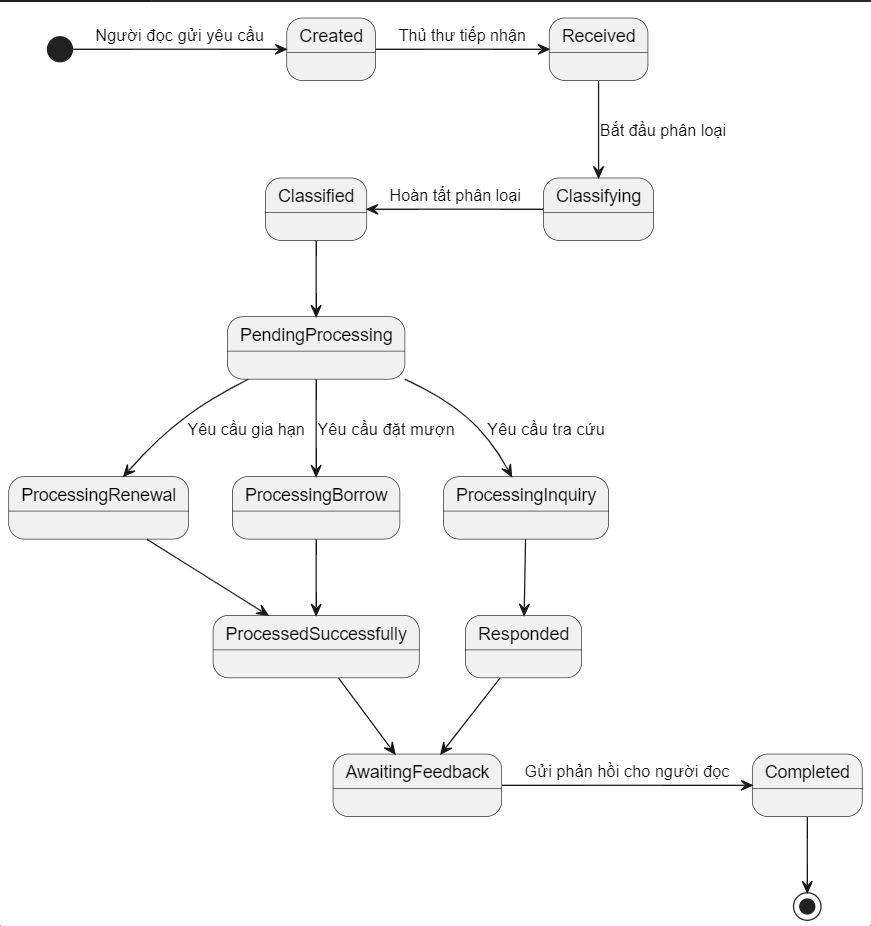 Người đọc gửi yêu cầu
Created
Thủ thư tiếp nhận
Received
Bắt đầu phân loại
Classified
Hoàn tất phân loại
Classifying
PendingProcessing
Yêu cầu gia hạn
Yêu cầu đặt mượn
Yêu cầu tra cứu
ProcessingRenewal
ProcessingBorrow
ProcessingInquiry
ProcessedSuccessfully
Responded
AwaitingFeedback
Gửi phản hồi cho người đọc
Completed